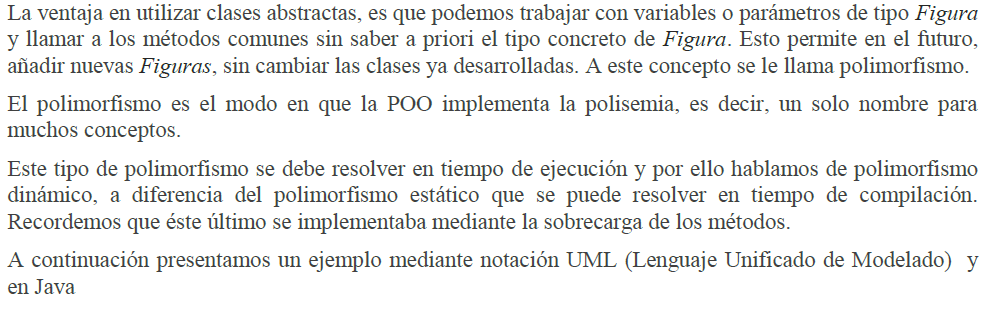 La ventaja en utilizar clases abstractas, es que podemos trabajar con variables o parámetros de tipo Figura
y llamar a los métodos comunes sin saber a priori el tipo concreto de Figura. Esto permite en el futuro,
añadir nuevas Figuras, sin cambiar las clases ya desarrolladas. A este concepto se le llama polimorfismo.
El polimorfismo es el modo en que la POO implementa la polisemia, es decir, un solo nombre para
muchos conceptos.
Este tipo de polimorfismo se debe resolver en tiempo de ejecución y por ello hablamos de polimorfismo
dinámico, a diferencia del polimorfismo estático que se puede resolver en tiempo de compilación.
Recordemos que éste último se implementaba mediante la sobrecarga de los métodos.
A continuación presentamos un ejemplo mediante notación UML (Lenguaje Unificado de Modelado)  y
en Java